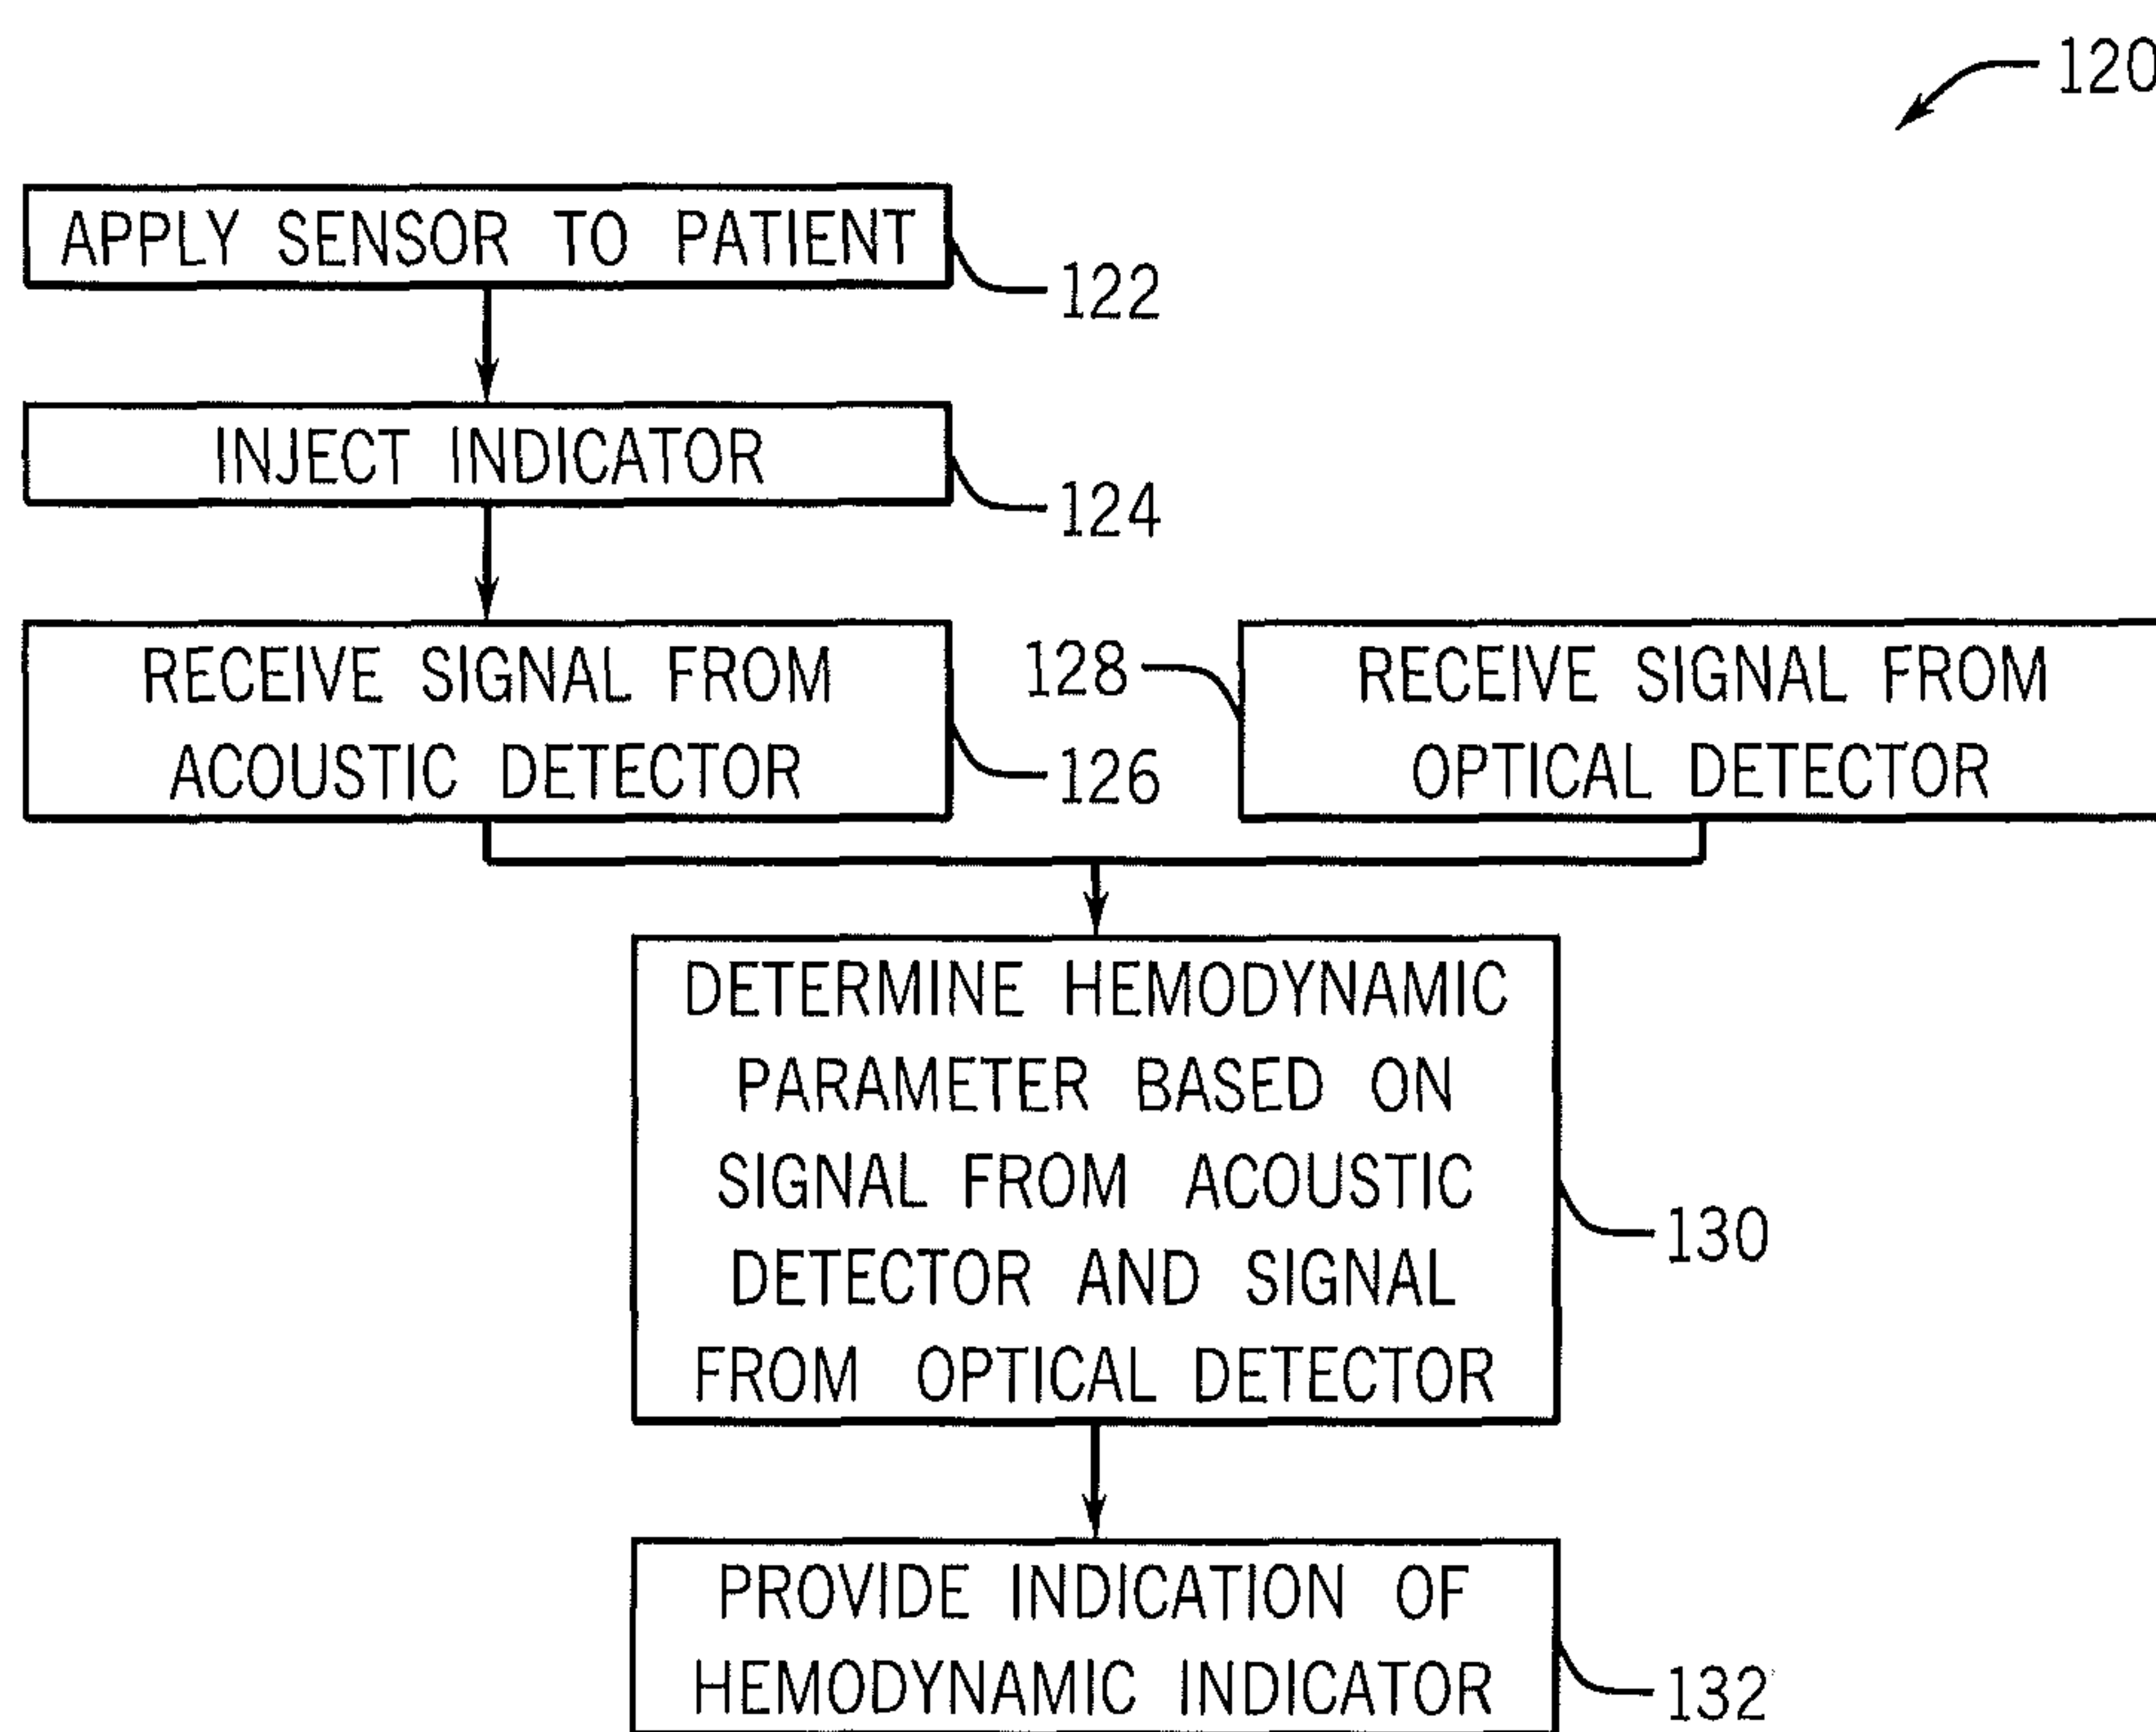 120
APPLY SENSOR TO PATIENT
122
INJECT INDICATOR
124
RECEIVE SIGNAL FROM
ACOUSTIC DETECTOR
126
128
RECEIVE SIGNAL FROM
OPTICAL DETECTOR
DETERMINE HEMODYNAMIC
PARAMETER BASED ON
SIGNAL FROM ACOUSTIC
DETECTOR AND SIGNAL
FROM OPTICAL DETECTOR
130
PROVIDE INDICATION OF
HEMODYNAMIC INDICATOR
132